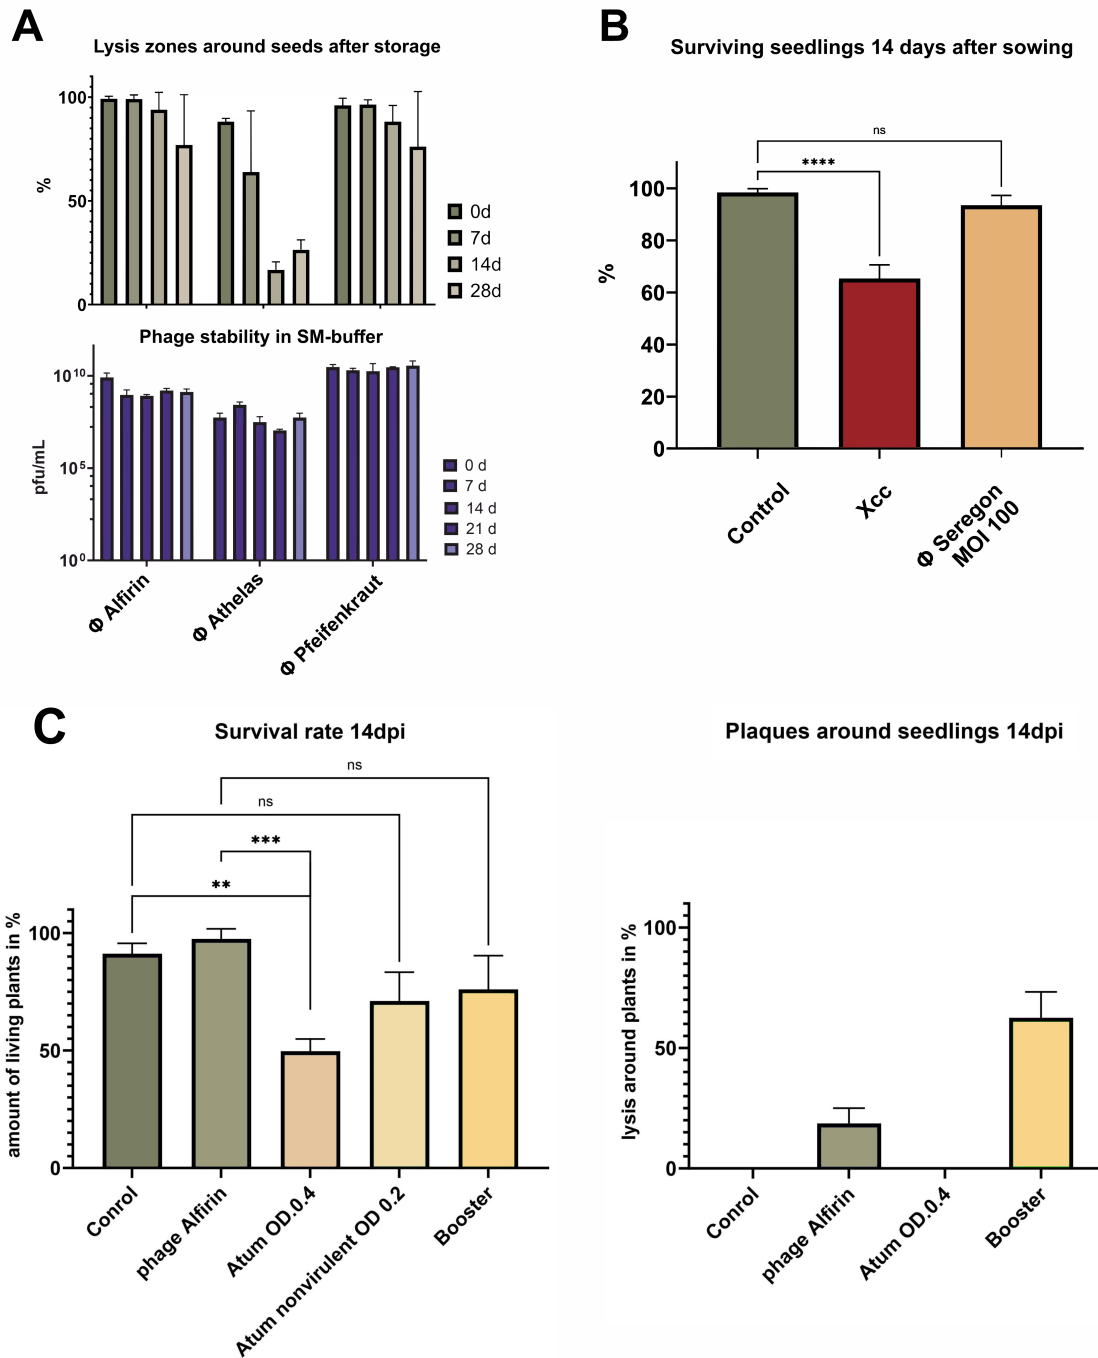 A
Lysis zones around seeds after storage
100
50
0
%
0d
7d
14d
28d
Phage stability in SM-buffer
10¹⁰
10⁵
10⁰
pfu/mL
0 d
7 d
14 d
21 d
28 d
Φ Alfirin
Φ Athelas
Φ Pfeifenkraut
B
Surviving seedlings 14 days after sowing
ns
****
100
80
60
40
20
0
%
Control
Xcc
Φ Seregon
MOI 100
C
Survival rate 14dpi
ns
ns
***
**
100
50
0
amount of living plants in %
Conrol
phage Alfirin
Atum OD.0.4
Atum nonvirulent OD 0.2
Booster
Plaques around seedlings 14dpi
100
50
0
lysis around plants in %
Conrol
phage Alfirin
Atum OD.0.4
Booster